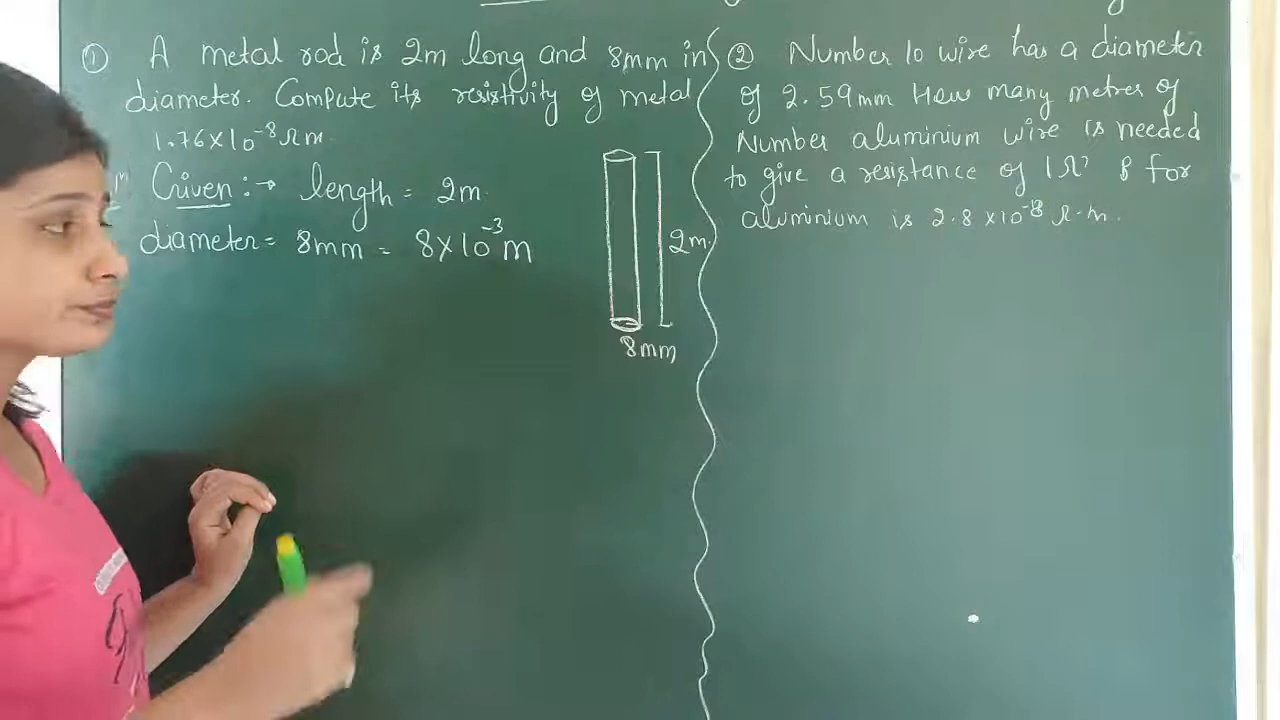 ① A metal rod is 2m long and 8mm in
diameter. Compute its resistivity of metal
1.76×10⁻⁸ Ωm.
Given :→ length = 2m.
diameter = 8mm = 8×10⁻³ m
2m.
8mm
② Number 10 wire has a diameter
of 2.59mm How many metres of
Number aluminium wire is needed
to give a resistance of 1Ω ρ for
aluminium is 2.8×10⁻⁸ Ω.m.